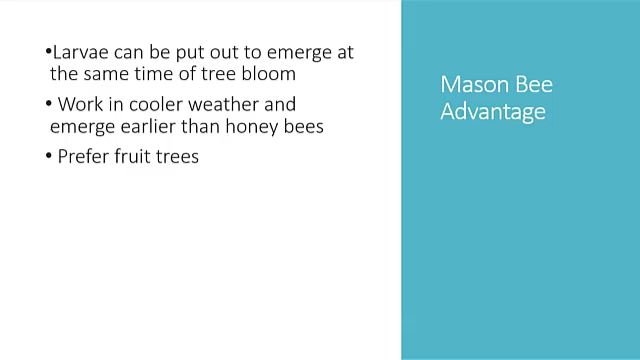 •Larvae can be put out to emerge at
the same time of tree bloom
• Work in cooler weather and
emerge earlier than honey bees
• Prefer fruit trees
Mason Bee
Advantage